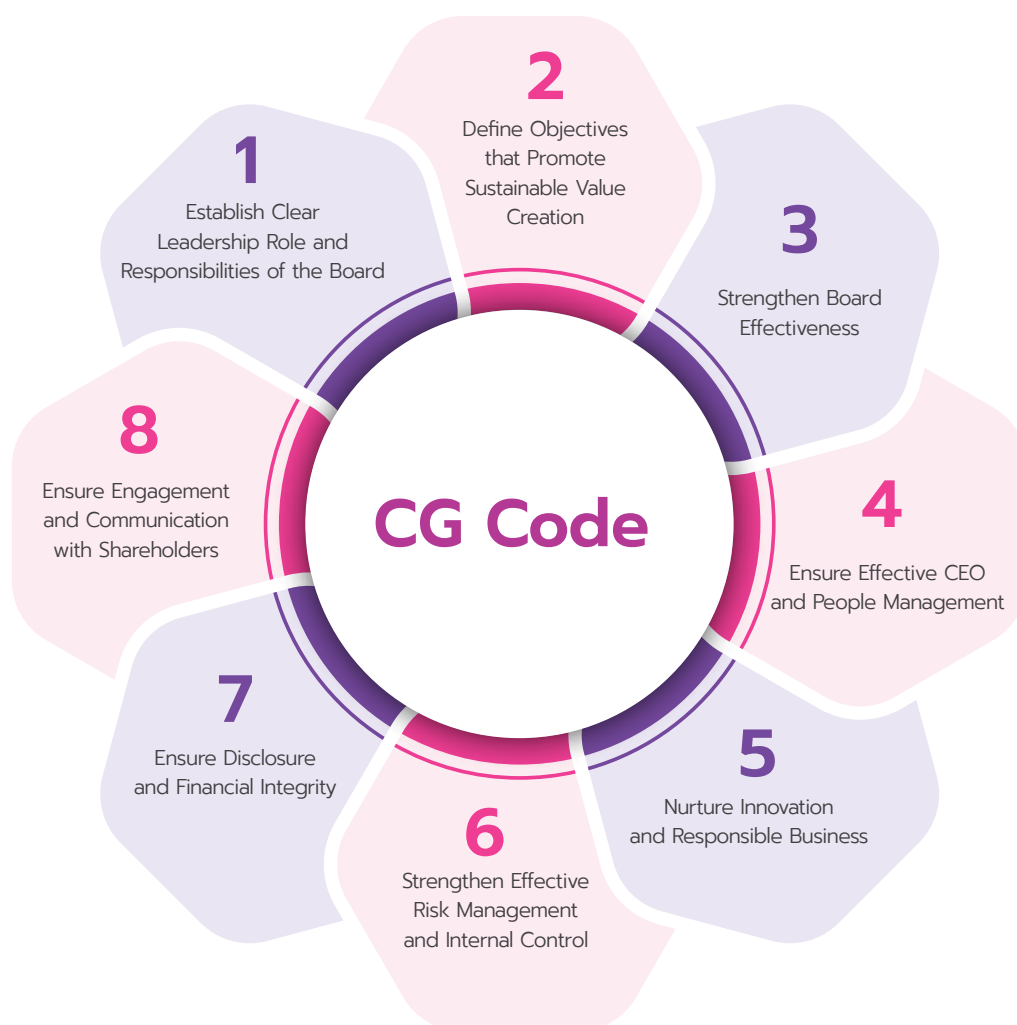 1
Establish Clear
Leadership Role and
Responsibilities of the Board
2
Define Objectives
that Promote
Sustainable Value
Creation
3
Strengthen Board
Effectiveness
4
Ensure Effective CEO
and People Management
5
Nurture Innovation
and Responsible Business
6
Strengthen Effective
Risk Management
and Internal Control
7
Ensure Disclosure
and Financial Integrity
8
Ensure Engagement
and Communication
with Shareholders
CG Code